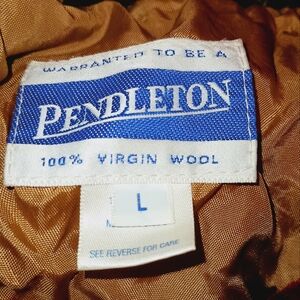 WARRANTED TO BE A
PENDLETON
100% VIRGIN WOOL
L
SEE REVERSE FOR CARE